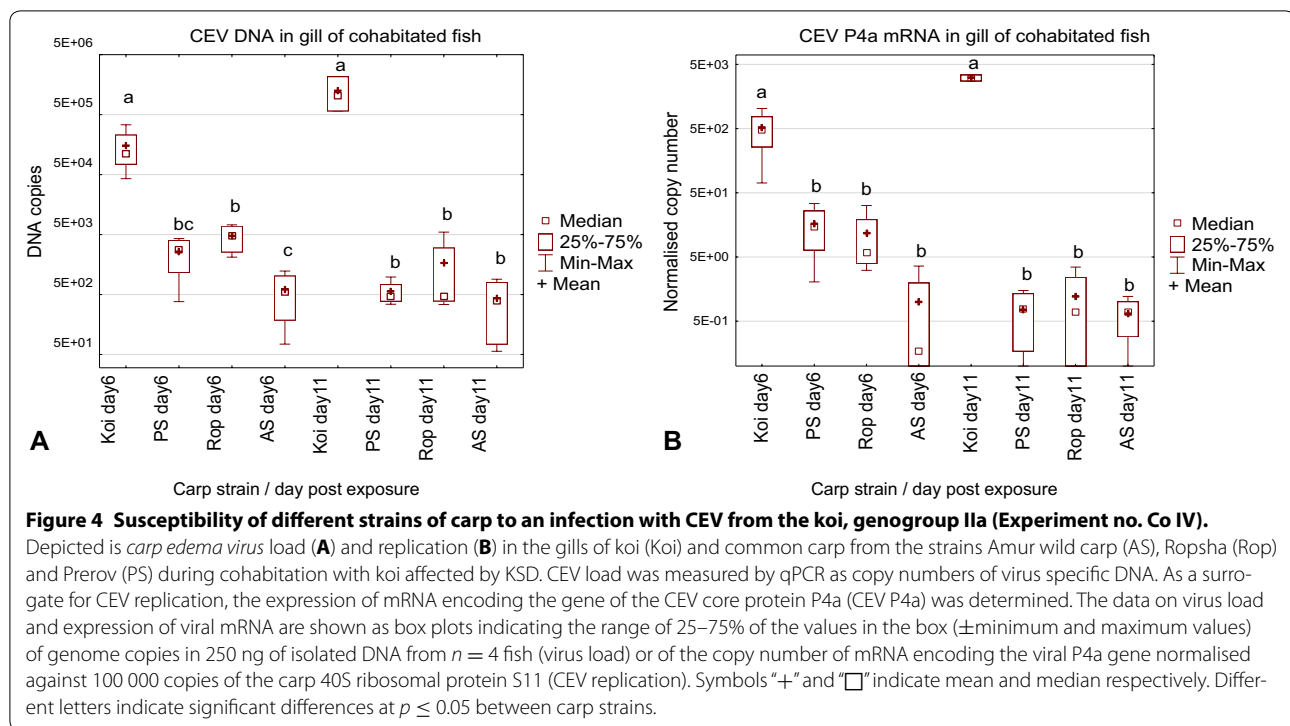 CEV DNA in gill of cohabitated fish
5E+06
5E+05
5E+04
5E+03
5E+02
5E+01
DNA copies
a
bc
b
c
a
b
b
b
Median
25%-75%
Min-Max
Mean
Koi day6
PS day6
Rop day6
AS day6
Koi day11
PS day11
Rop day11
AS day11
A
Carp strain / day post exposure
CEV P4a mRNA in gill of cohabitated fish
5E+03
5E+02
5E+01
5E+00
5E-01
Normalised copy number
a
b
b
b
a
b
b
b
Median
25%-75%
Min-Max
Mean
Koi day6
PS day6
Rop day6
AS day6
Koi day11
PS day11
Rop day11
AS day11
B
Carp strain / day post exposure
Figure 4 Susceptibility of different strains of carp to an infection with CEV from the koi, genogroup IIa (Experiment no. Co IV).
Depicted is carp edema virus load (A) and replication (B) in the gills of koi (Koi) and common carp from the strains Amur wild carp (AS), Ropsha (Rop)
and Prerov (PS) during cohabitation with koi affected by KSD. CEV load was measured by qPCR as copy numbers of virus specific DNA. As a surro-
gate for CEV replication, the expression of mRNA encoding the gene of the CEV core protein P4a (CEV P4a) was determined. The data on virus load
and expression of viral mRNA are shown as box plots indicating the range of 25–75% of the values in the box (±minimum and maximum values)
of genome copies in 250 ng of isolated DNA from n = 4 fish (virus load) or of the copy number of mRNA encoding the viral P4a gene normalised
against 100 000 copies of the carp 40S ribosomal protein S11 (CEV replication). Symbols "+" and "□" indicate mean and median respectively. Differ-
ent letters indicate significant differences at p ≤ 0.05 between carp strains.